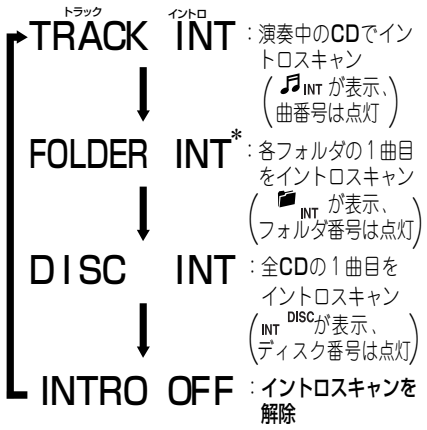 トラック イントロ
TRACK INT : 演奏中のCDでイン
トロスキャン
( INT が表示、
曲番号は点灯 )
FOLDER INT* : 各フォルダの1曲目
をイントロスキャン
( INT が表示、
フォルダ番号は点灯 )
DISC INT : 全CDの1曲目を
イントロスキャン
( INT DISCが表示、
ディスク番号は点灯 )
INTRO OFF : イントロスキャンを
解除